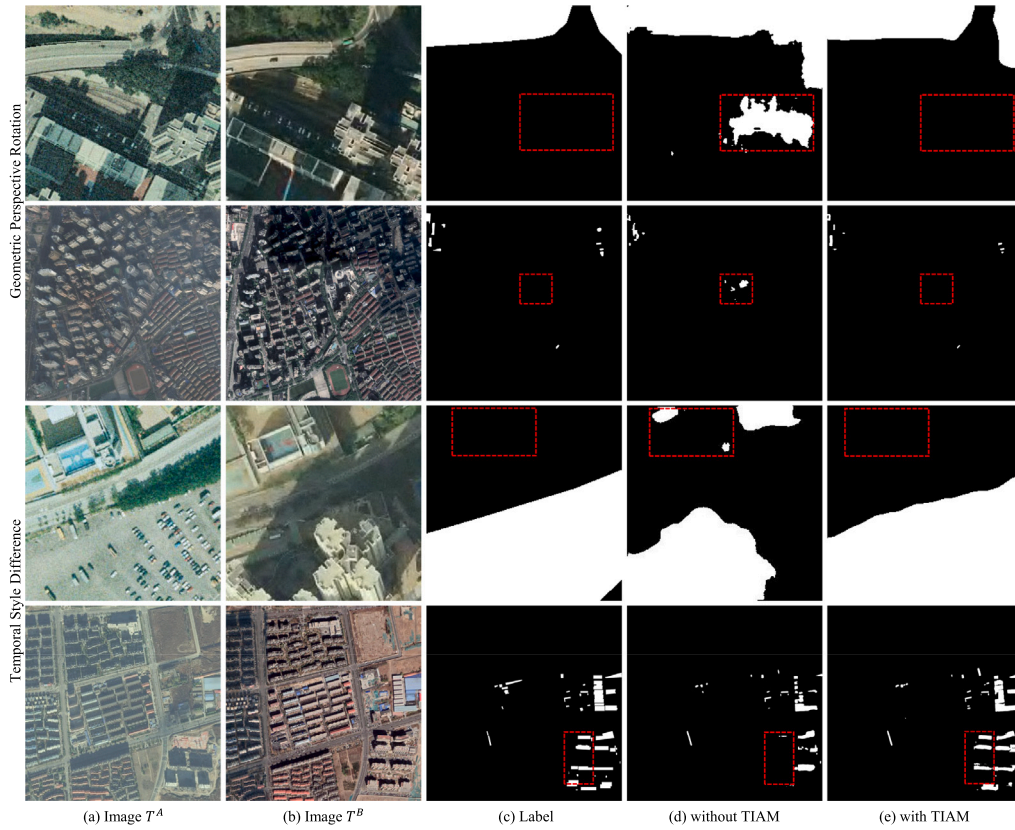 Geometric Perspective Rotation
Temporal Style Difference
(a) Image T^A
(b) Image T^B
(c) Label
(d) without TIAM
(e) with TIAM